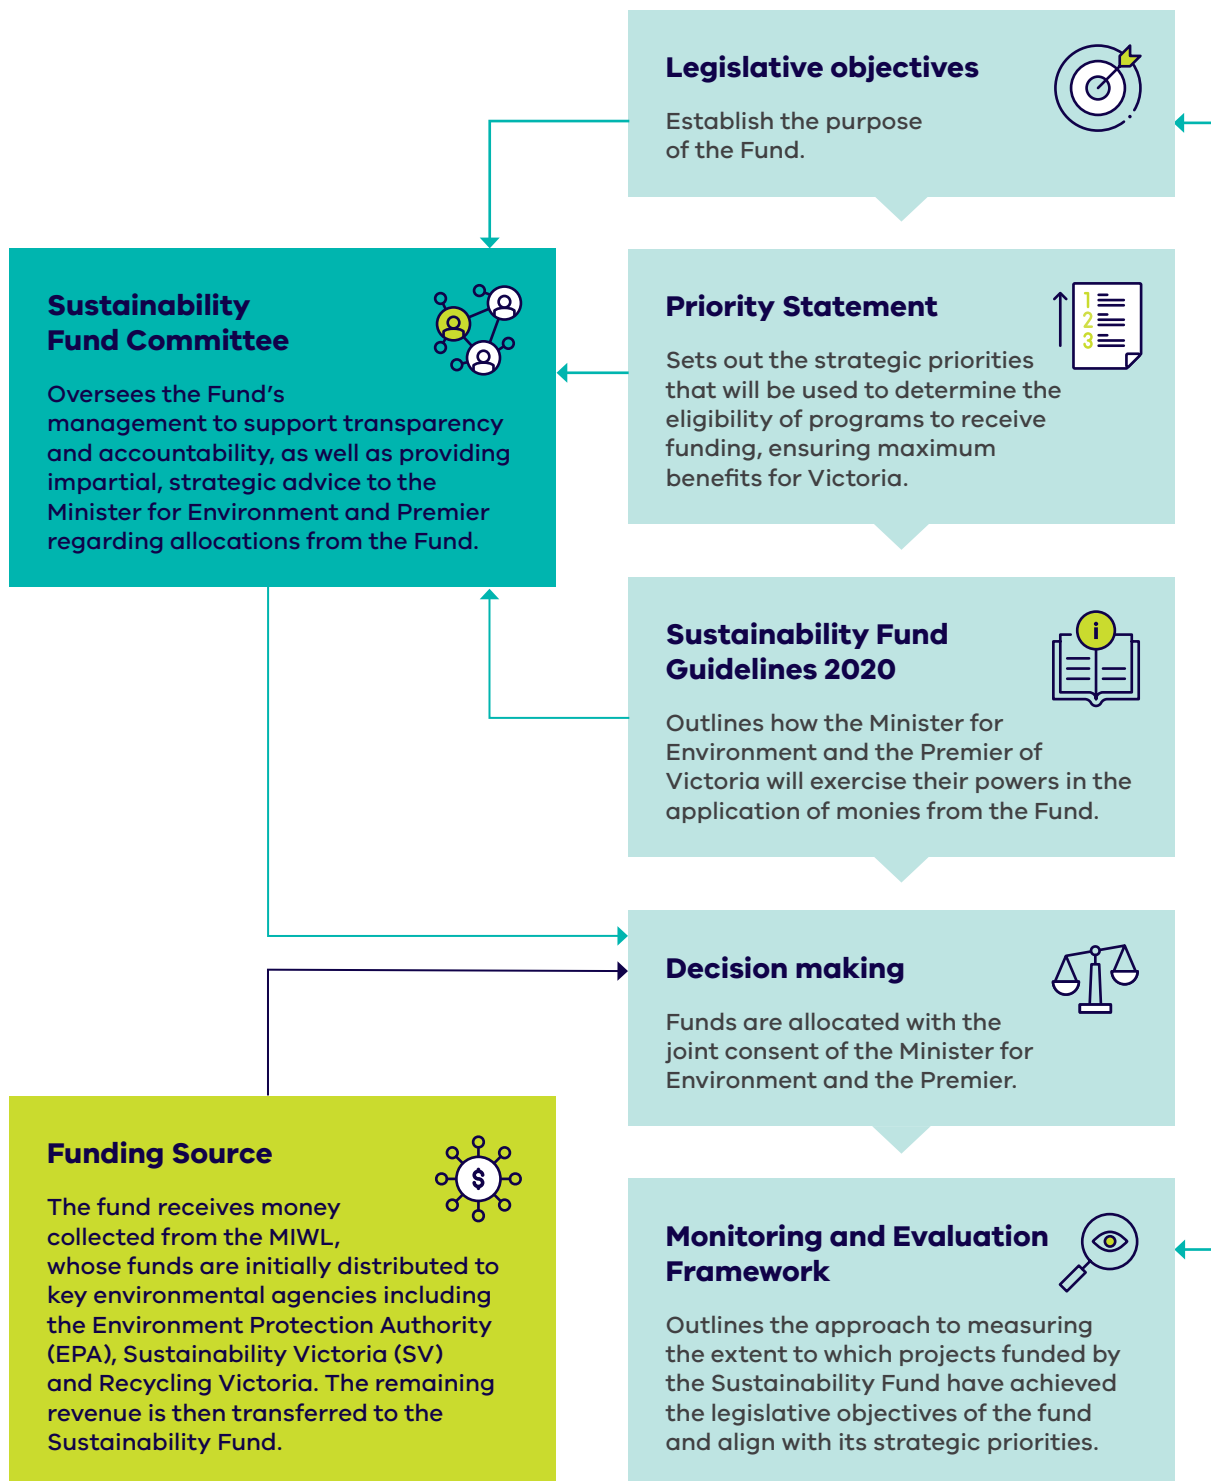 Legislative objectives
Establish the purpose
of the Fund.
Sustainability
Fund Committee
Oversees the Fund’s
management to support transparency
and accountability, as well as providing
impartial, strategic advice to the
Minister for Environment and Premier
regarding allocations from the Fund.
Priority Statement
1
2
3
Sets out the strategic priorities
that will be used to determine the
eligibility of programs to receive
funding, ensuring maximum
benefits for Victoria.
Sustainability Fund
Guidelines 2020
i
Outlines how the Minister for
Environment and the Premier of
Victoria will exercise their powers in the
application of monies from the Fund.
Decision making
Funds are allocated with the
joint consent of the Minister for
Environment and the Premier.
Funding Source
$
The fund receives money
collected from the MIWL,
whose funds are initially distributed to
key environmental agencies including
the Environment Protection Authority
(EPA), Sustainability Victoria (SV)
and Recycling Victoria. The remaining
revenue is then transferred to the
Sustainability Fund.
Monitoring and Evaluation
Framework
Outlines the approach to measuring
the extent to which projects funded by
the Sustainability Fund have achieved
the legislative objectives of the fund
and align with its strategic priorities.